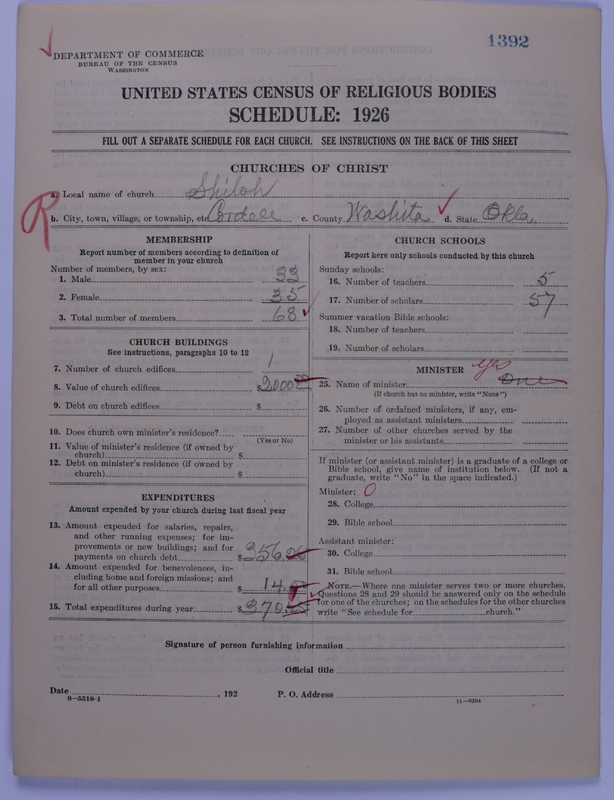 1392
DEPARTMENT OF COMMERCE
BUREAU OF THE CENSUS
WASHINGTON
UNITED STATES CENSUS OF RELIGIOUS BODIES
SCHEDULE: 1926
FILL OUT A SEPARATE SCHEDULE FOR EACH CHURCH. SEE INSTRUCTIONS ON THE BACK OF THIS SHEET
CHURCHES OF CHRIST
a. Local name of church Shiloh
R
b. City, town, village, or township, etc. Cordell c. County Washita d. State Okla.
MEMBERSHIP
Report number of members according to definition of
member in your church
Number of members, by sex:
1. Male 33
2. Female 35
3. Total number of members 68
CHURCH BUILDINGS
See instructions, paragraphs 10 to 12
7. Number of church edifices 1
8. Value of church edifices $2000 00
9. Debt on church edifices $
10. Does church own minister's residence?
(Yes or No)
11. Value of minister's residence (if owned by
church) $
12. Debt on minister's residence (if owned by
church) $
EXPENDITURES
Amount expended by your church during last fiscal year
13. Amount expended for salaries, repairs,
and other running expenses; for im-
provements or new buildings; and for
payments on church debt $356.00
14. Amount expended for benevolences, in-
cluding home and foreign missions; and
for all other purposes $ 14.
15. Total expenditures during year $370.
CHURCH SCHOOLS
Report here only schools conducted by this church
Sunday schools:
16. Number of teachers 5
17. Number of scholars 57
Summer vacation Bible schools:
18. Number of teachers
19. Number of scholars
MINISTER yes
25. Name of minister One
(If church has no minister, write "None")
26. Number of ordained ministers, if any, em-
ployed as assistant ministers
27. Number of other churches served by the
minister or his assistants
If minister (or assistant minister) is a graduate of a college or
Bible school, give name of institution below. (If not a
graduate, write "No" in the space indicated.)
Minister: 0
28. College
29. Bible school
Assistant minister:
30. College
31. Bible school
NOTE.—Where one minister serves two or more churches,
Questions 28 and 29 should be answered only on the schedule
for one of the churches; on the schedules for the other churches
write "See schedule for church."
Signature of person furnishing information
Official title
Date , 192 P. O. Address
8—5518-1 11—9204